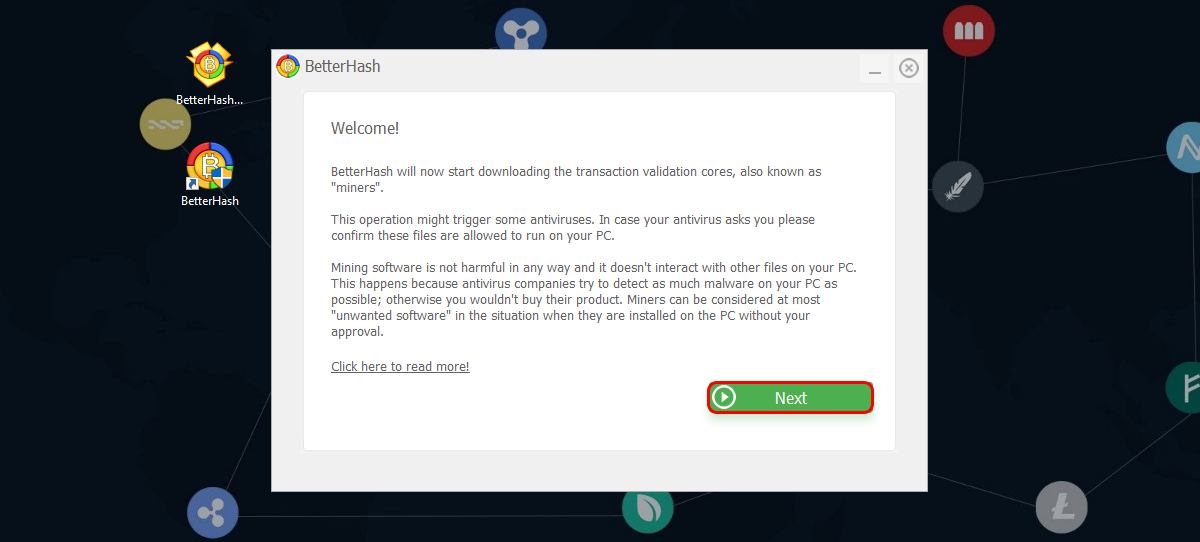 BetterHash
BetterHash...
BetterHash
Welcome!
BetterHash will now start downloading the transaction validation cores, also known as
"miners".
This operation might trigger some antiviruses. In case your antivirus asks you please
confirm these files are allowed to run on your PC.
Mining software is not harmful in any way and it doesn't interact with other files on your PC.
This happens because antivirus companies try to detect as much malware on your PC as
possible; otherwise you wouldn't buy their product. Miners can be considered at most
"unwanted software" in the situation when they are installed on the PC without your
approval.
Click here to read more!
Next